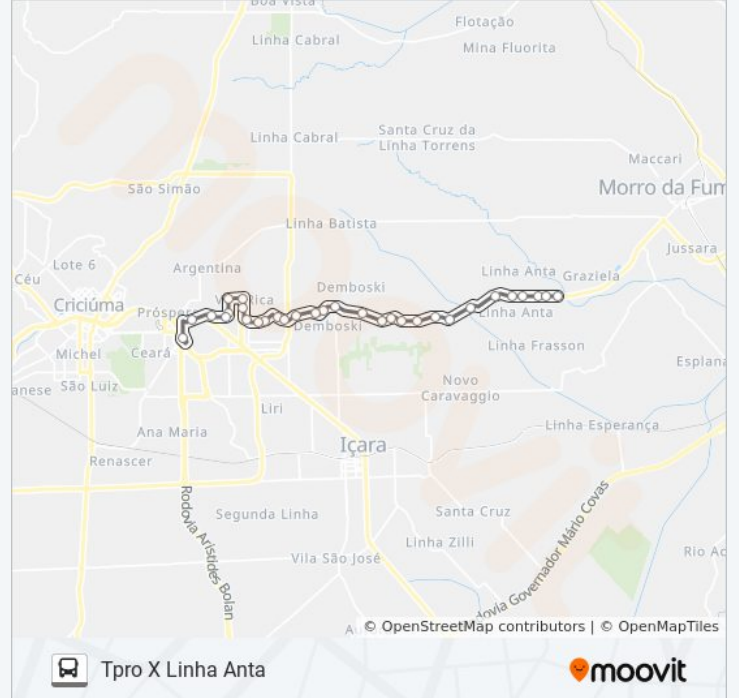 Boa Vista
Flotação
Linha Cabral
Mina Fluorita
Linha Cabral
Santa Cruz da
Linha Torrens
Maccari
São Simão
Morro da Fum
Linha Batista
Jussara
Lote 6
Argentina
Linha Anta
Graziela
Céu
Demboski
Criciúma
Próspera
Linha Anta
Demboski
Michel
Ceará
Linha Frasson
Esplana
anese
São Luiz
Novo
Caravaggio
Liri
Linha Esperança
Ana Maria
Içara
Renascer
Rodovia Arístides Bolan
Segunda Linha
Santa Cruz
Rodovia Governador Mário Covas
Linha Zilli
Vila São José
Rio Ac
moovit
© OpenStreetMap contributors | © OpenMapTiles
Tpro X Linha Anta
moovit